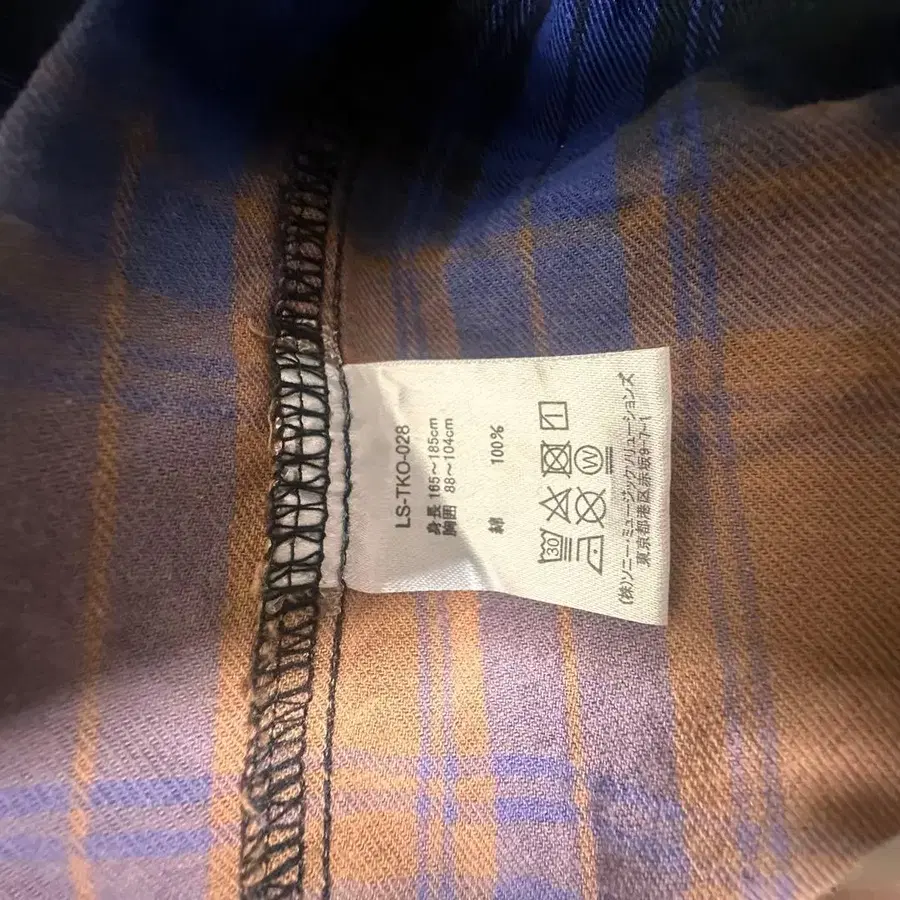 LS-TKO-028
身長 165～185cm
胸囲 88～104cm
綿 100%
30
W
(株)ソニー・ミュージックソリューションズ
東京都港区赤坂9-7-1